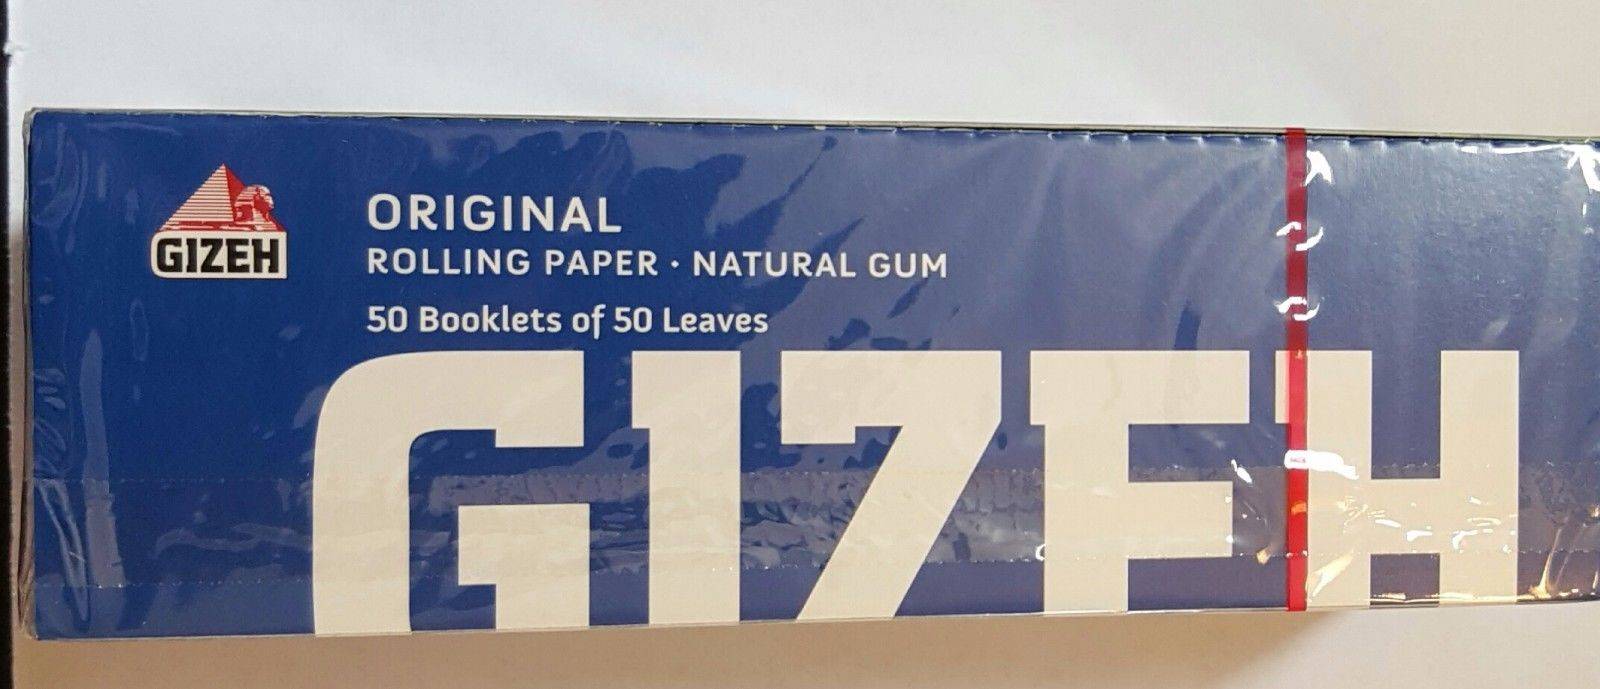 GIZEH
ORIGINAL
ROLLING PAPER · NATURAL GUM
50 Booklets of 50 Leaves
GIZEH